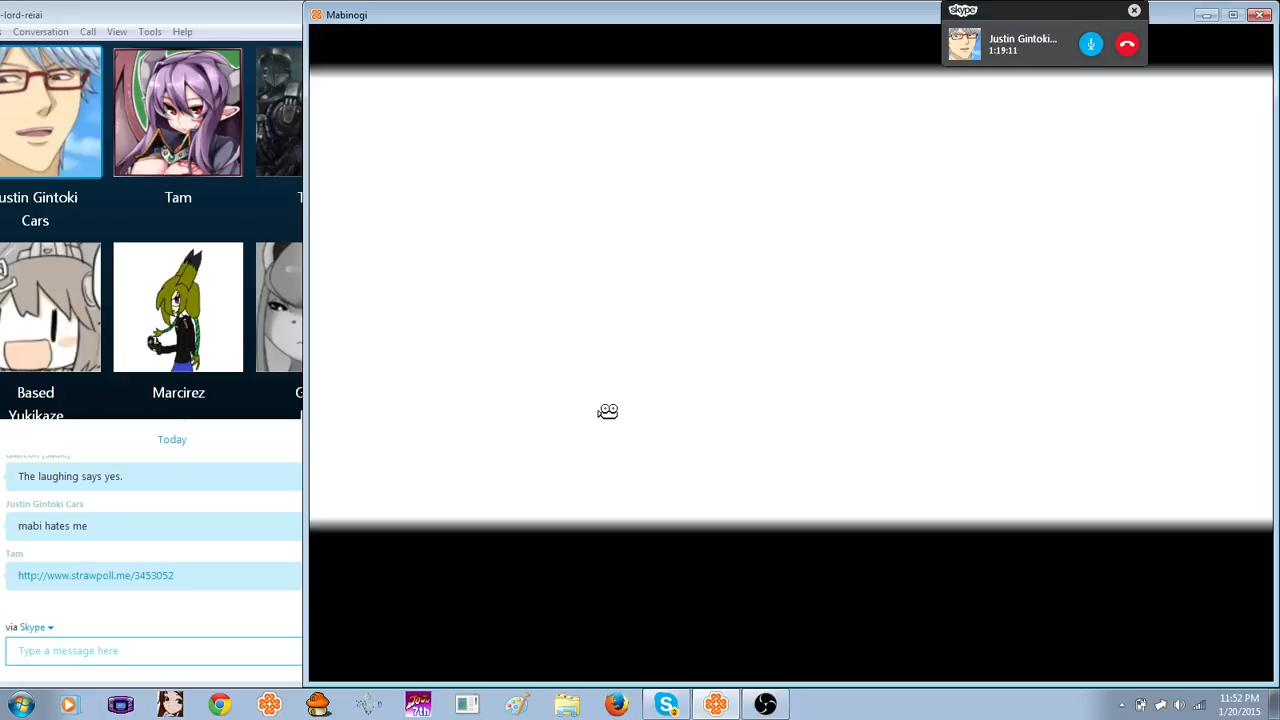 -lord-reiai
Mabinogi
skype
Justin Gintoki...
1:19:11
Conversation Call View Tools Help
ustin Gintoki
Cars
Tam
T
Based
Yukikaze
Marcirez
G
Today
The laughing says yes.
Justin Gintoki Cars
mabi hates me
Tam
http://www.strawpoll.me/3453052
via Skype
Type a message here
7th
2
11:52 PM
1/20/2015